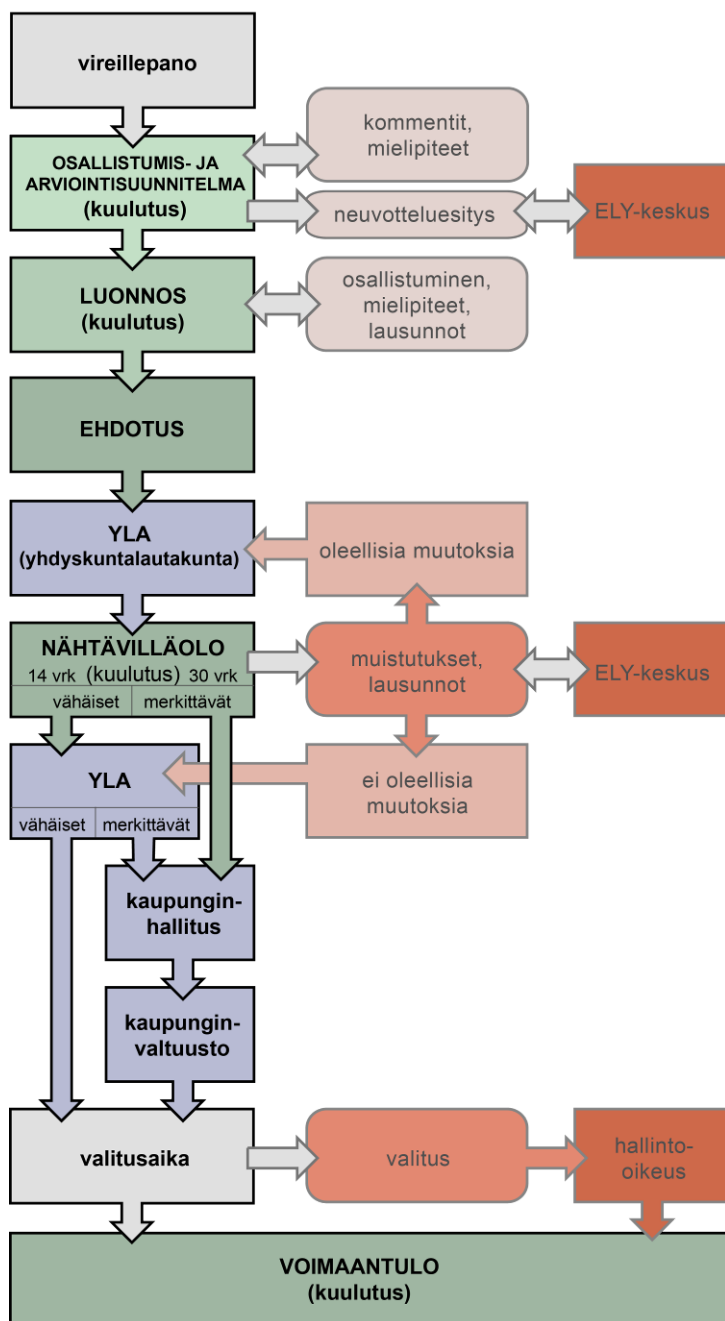 vireillepano
kommentit,
mielipiteet
OSALLISTUMIS- JA
ARVIOINTISUUNNITELMA
(kuulutus)
neuvotteluesitys
ELY-keskus
LUONNOS
(kuulutus)
osallistuminen,
mielipiteet,
lausunnot
EHDOTUS
YLA
(yhdyskuntalautakunta)
oleellisia muutoksia
NÄHTÄVILLÄOLO
14 vrk (kuulutus) 30 vrk
vähäiset merkittävät
muistutukset,
lausunnot
ELY-keskus
YLA
vähäiset merkittävät
ei oleellisia
muutoksia
kaupungin-
hallitus
kaupungin-
valtuusto
valitusaika
valitus
hallinto-
oikeus
VOIMAANTULO
(kuulutus)